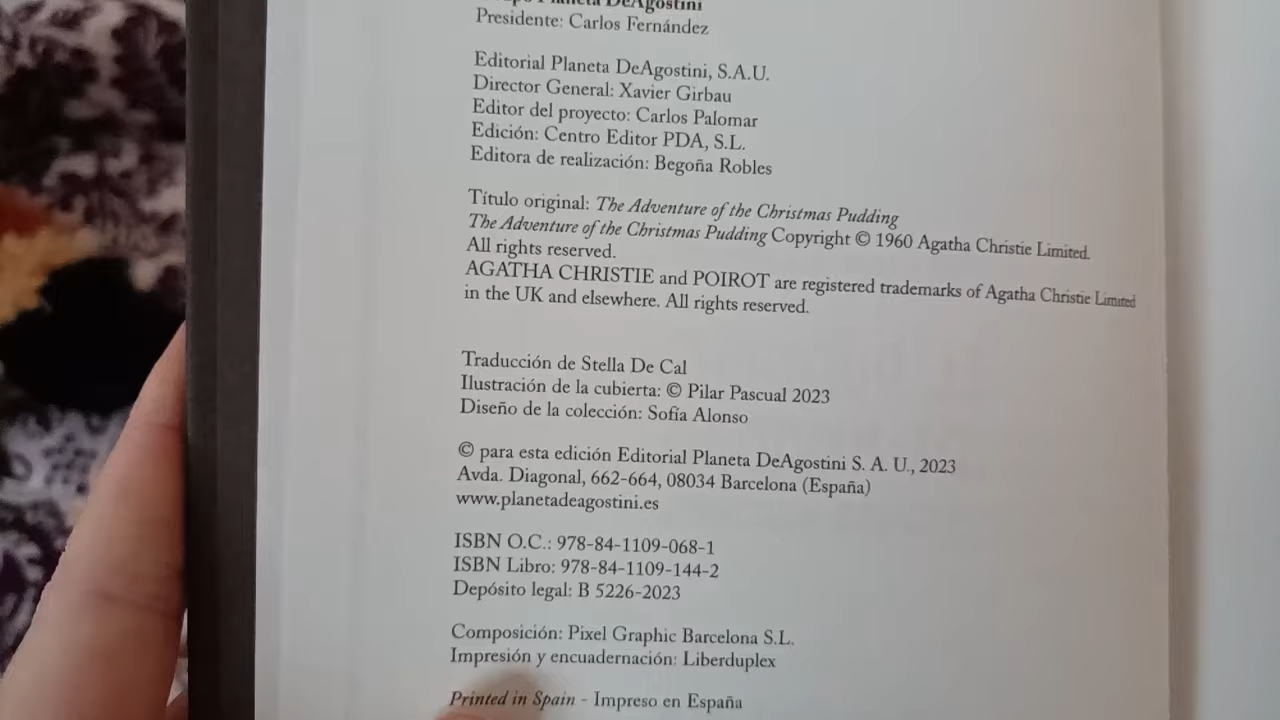 Planeta DeAgostini
Presidente: Carlos Fernández
Editorial Planeta DeAgostini, S.A.U.
Director General: Xavier Girbau
Editor del proyecto: Carlos Palomar
Edición: Centro Editor PDA, S.L.
Editora de realización: Begoña Robles
Título original: The Adventure of the Christmas Pudding
The Adventure of the Christmas Pudding Copyright © 1960 Agatha Christie Limited.
All rights reserved.
AGATHA CHRISTIE and POIROT are registered trademarks of Agatha Christie Limited
in the UK and elsewhere. All rights reserved.
Traducción de Stella De Cal
Ilustración de la cubierta: © Pilar Pascual 2023
Diseño de la colección: Sofía Alonso
© para esta edición Editorial Planeta DeAgostini S. A. U., 2023
Avda. Diagonal, 662-664, 08034 Barcelona (España)
www.planetadeagostini.es
ISBN O.C.: 978-84-1109-068-1
ISBN Libro: 978-84-1109-144-2
Depósito legal: B 5226-2023
Composición: Pixel Graphic Barcelona S.L.
Impresión y encuadernación: Liberduplex
Printed in Spain - Impreso en España